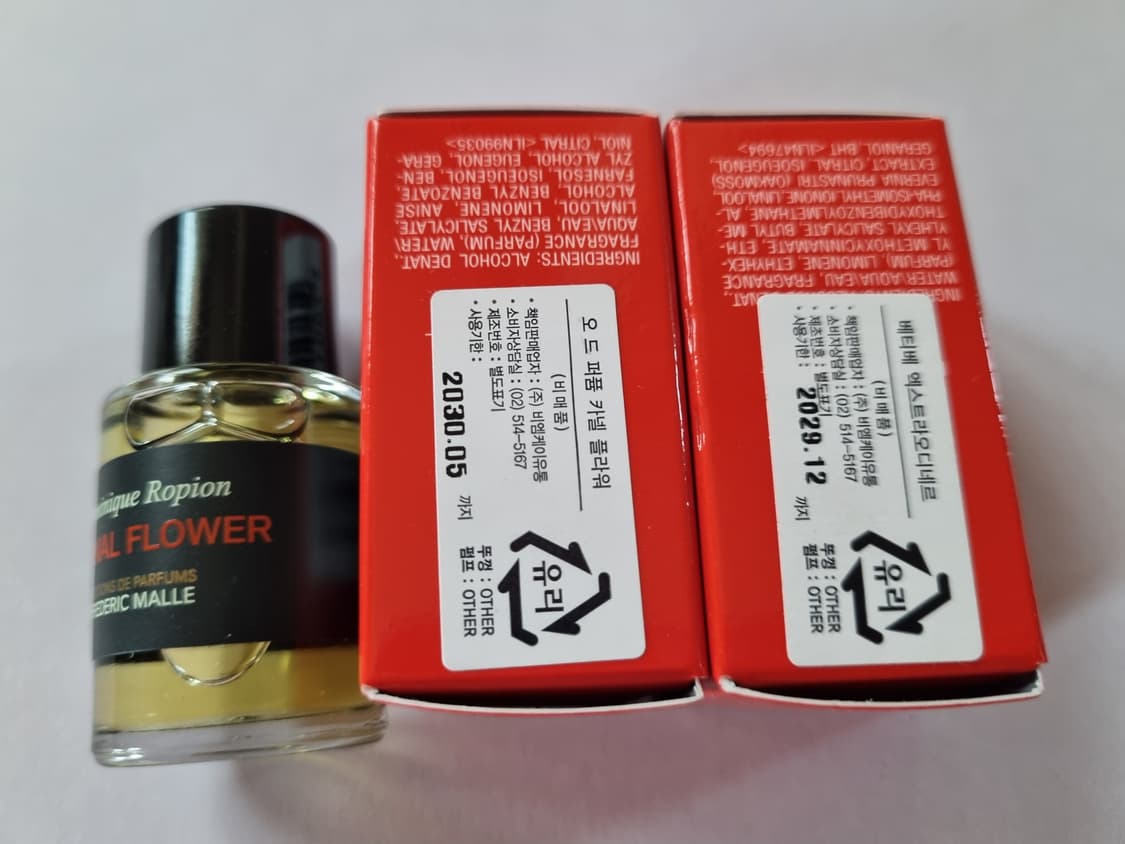 nique Ropion
AL FLOWER
ONS DE PARFUMS
EDERIC MALLE
INGREDIENTS: ALCOHOL DENAT.,
FRAGRANCE (PARFUM), WATER\
AQUA\EAU, BENZYL SALICYLATE,
LINALOOL, LIMONENE, ANISE
ALCOHOL, BENZYL BENZOATE,
FARNESOL, ISOEUGENOL, BEN-
ZYL ALCOHOL, EUGENOL, GERA-
NIOL, CITRAL <ILN99035>
오 드 퍼품 카널 플라워
(비매품)
• 책임판매업자 : (주) 비엠케이유통
• 소비자상담실 : (02) 514-5167
• 제조번호 : 별도표기
• 사용기한 : 2030.05 까지
유리
뚜껑 : OTHER
펌프 : OTHER
DENAT.,
WATER\AQUA\EAU, FRAGRANCE
(PARFUM), LIMONENE, ETHYHEX-
YL METHOXYCINNAMATE, ETH-
YLHEXYL SALICYLATE, BUTYL ME-
THOXYDIBENZOYLMETHANE, AL-
PHA-ISOMETHYL IONONE, LINALOOL,
EVERNIA PRUNASTRI (OAKMOSS)
EXTRACT, CITRAL, ISOEUGENOL,
GERANIOL, BHT <ILN47694>
베티베 엑스트라오디네르
(비매품)
• 책임판매업자 : (주) 비엠케이유통
• 소비자상담실 : (02) 514-5167
• 제조번호 : 별도표기
• 사용기한 : 2029.12 까지
유리
뚜껑 : OTHER
펌프 : OTHER